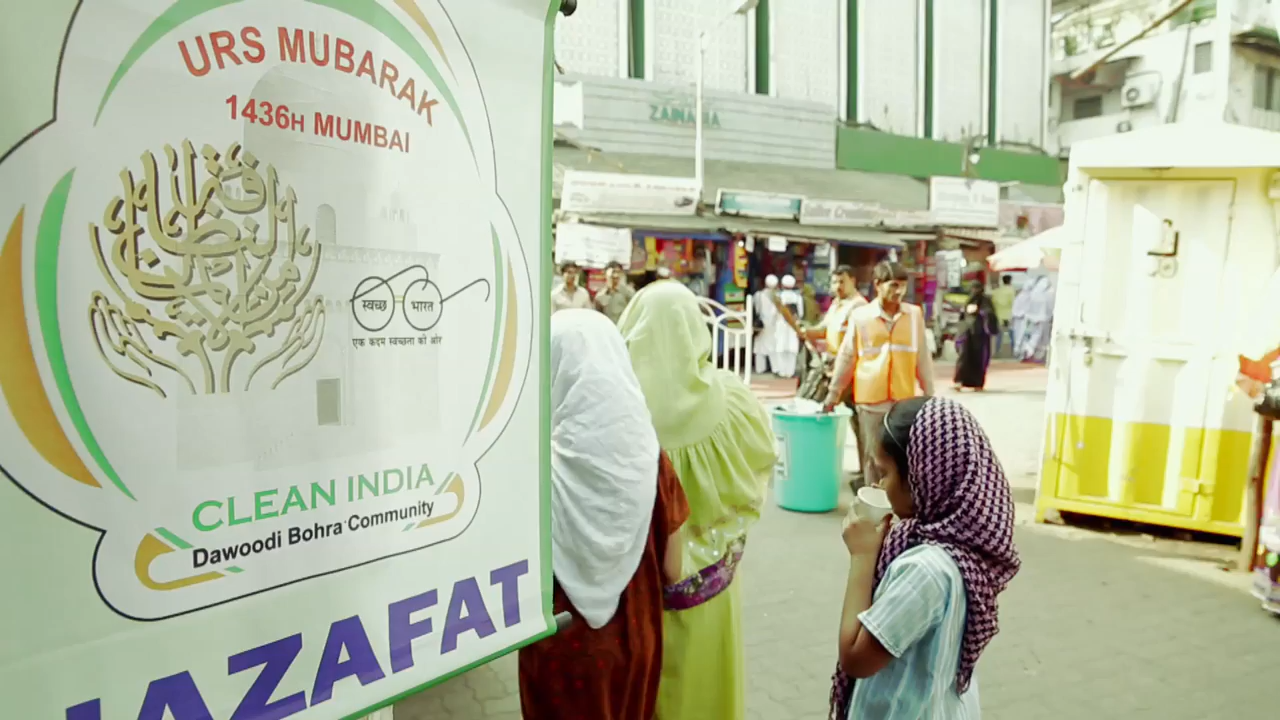 URS MUBARAK
1436H MUMBAI
स्वच्छ भारत
एक कदम स्वच्छता की ओर
CLEAN INDIA
Dawoodi Bohra Community
NAZAFAT
ZAINABIA